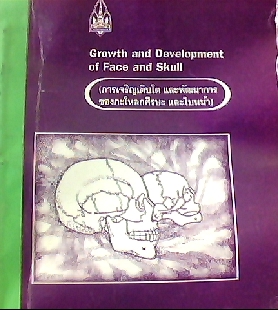 Growth and Development
of Face and Skull
(การเจริญเติบโต และพัฒนาการ
ของกะโหลกศีรษะ และใบหน้า)